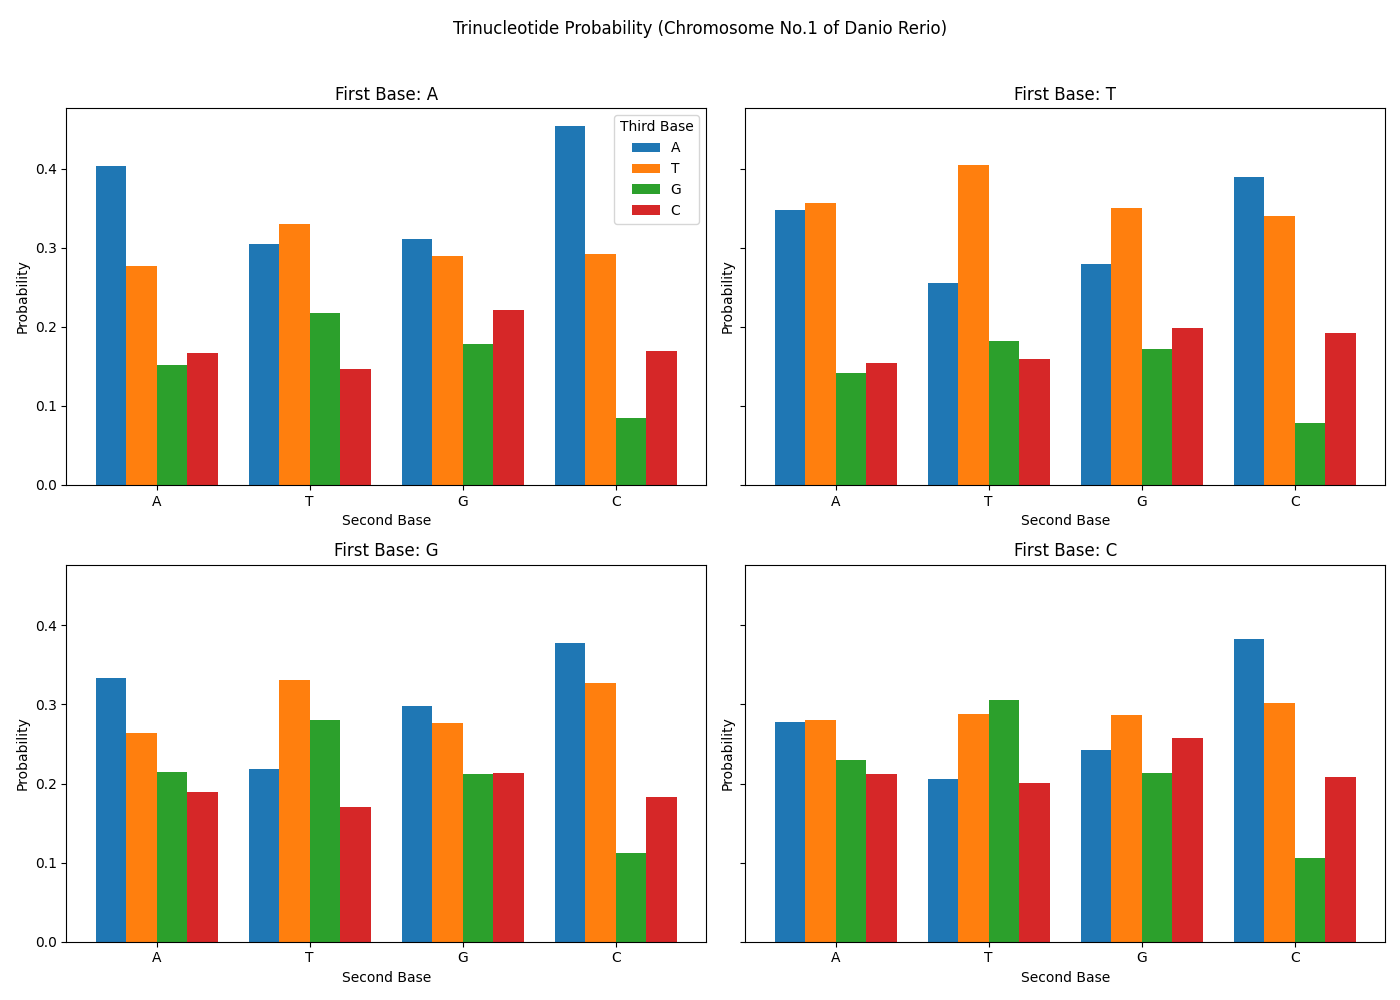 Trinucleotide Probability (Chromosome No.1 of Danio Rerio)
First Base: A
Probability
0.4
0.3
0.2
0.1
0.0
Third Base
A
T
G
C
A T G C
Second Base
First Base: T
Probability
A T G C
Second Base
First Base: G
Probability
0.4
0.3
0.2
0.1
0.0
A T G C
Second Base
First Base: C
Probability
A T G C
Second Base